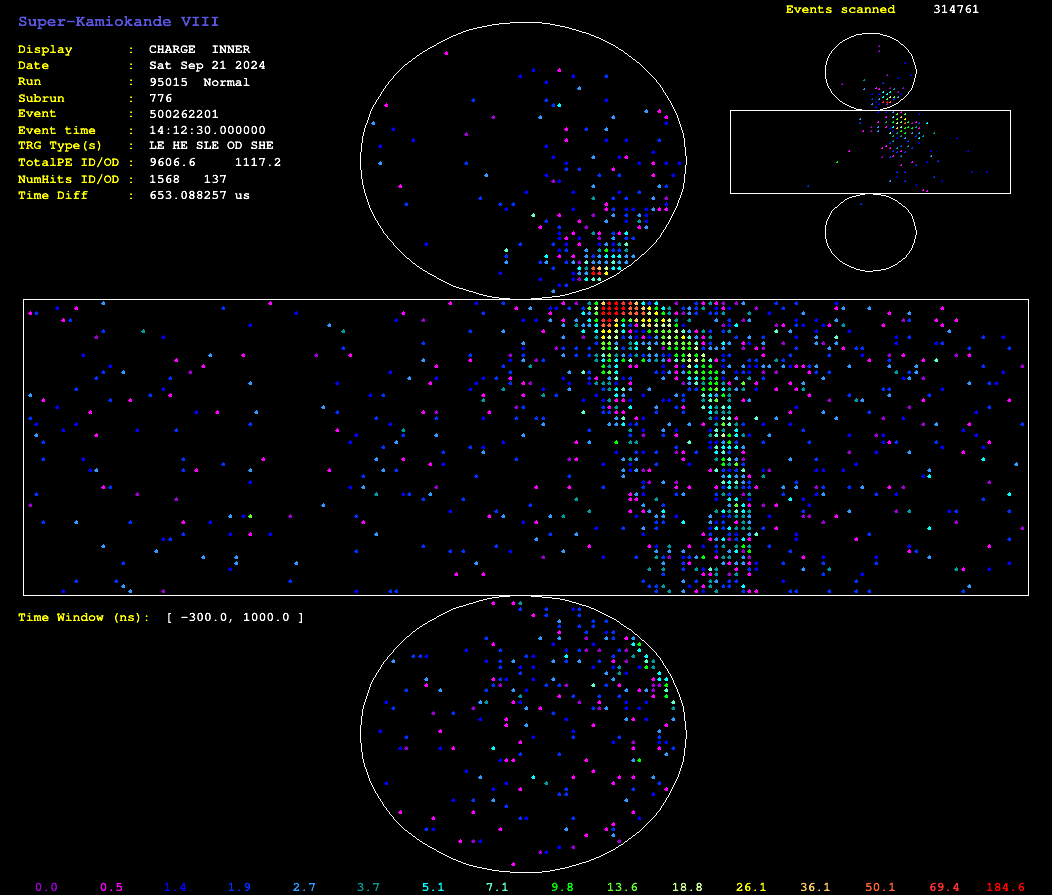 Super-Kamiokande VIII
Events scanned 314761
Display : CHARGE INNER
Date : Sat Sep 21 2024
Run : 95015 Normal
Subrun : 776
Event : 500262201
Event time : 14:12:30.000000
TRG Type(s) : LE HE SLE OD SHE
TotalPE ID/OD : 9606.6 1117.2
NumHits ID/OD : 1568 137
Time Diff : 653.088257 us
Time Window (ns): [ −300.0, 1000.0 ]
0.0 0.5 1.4 1.9 2.7 3.7 5.1 7.1 9.8 13.6 18.8 26.1 36.1 50.1 69.4 184.6